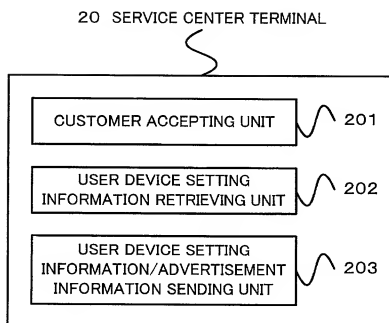 20 SERVICE CENTER TERMINAL
CUSTOMER ACCEPTING UNIT
201
USER DEVICE SETTING
INFORMATION RETRIEVING UNIT
202
USER DEVICE SETTING
INFORMATION/ADVERTISEMENT
INFORMATION SENDING UNIT
203